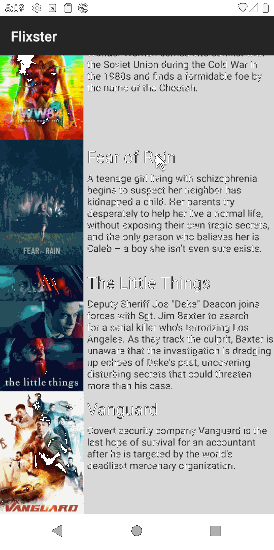 Flixster
the Soviet Union during the Cold War in
the 1980s and finds a formidable foe by
the name of the Cheetah.
WW84
Fear of Rain
A teenage girl living with schizophrenia
begins to suspect her neighbor has
kidnapped a child. Her parents try
desperately to help her live a normal life,
without exposing their own tragic secrets,
and the only person who believes her is
Caleb – a boy she isn't even sure exists.
FEAR OF RAIN
The Little Things
Deputy Sheriff Joe "Deke" Deacon joins
forces with Sgt. Jim Baxter to search
for a serial killer who's terrorizing Los
Angeles. As they track the culprit, Baxter is
unaware that the investigation is dredging
up echoes of Deke's past, uncovering
disturbing secrets that could threaten
more than his case.
the little things
Vanguard
Covert security company Vanguard is the
last hope of survival for an accountant
after he is targeted by the world's
deadliest mercenary organization.
VANGUARD